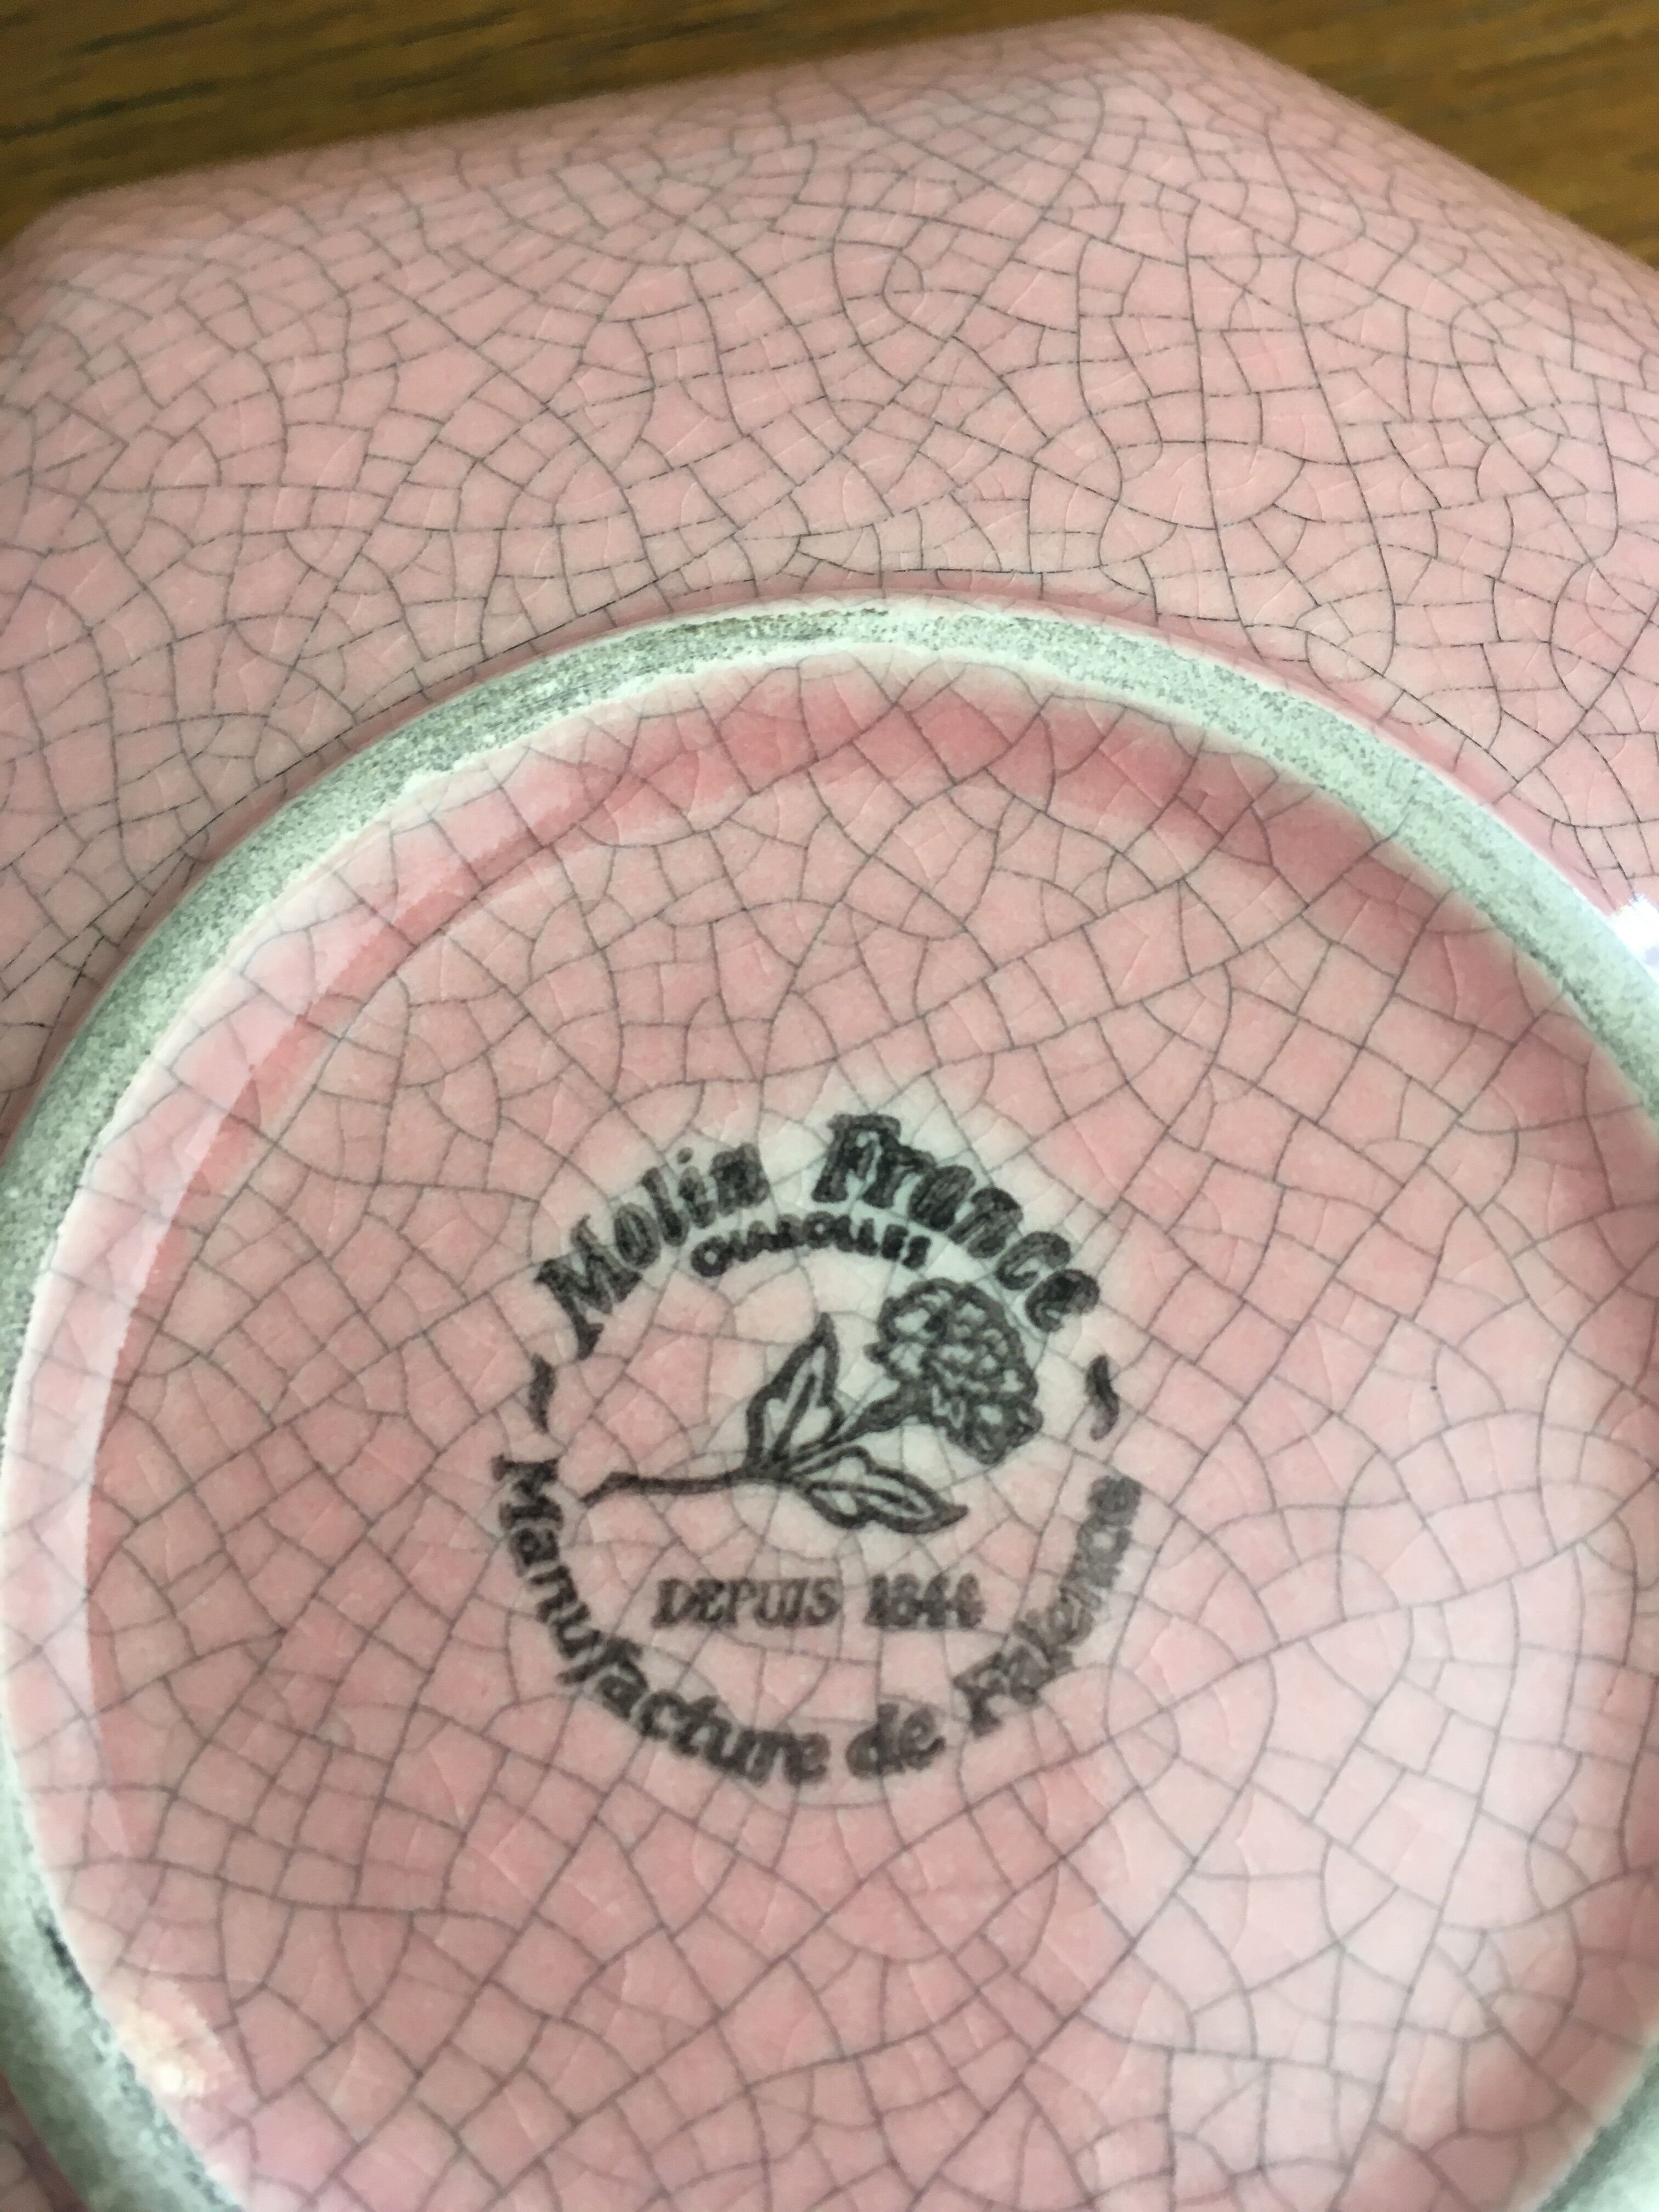 Molin France
CHAROLLES
DEPUIS 1844
Manufacture de Faïence